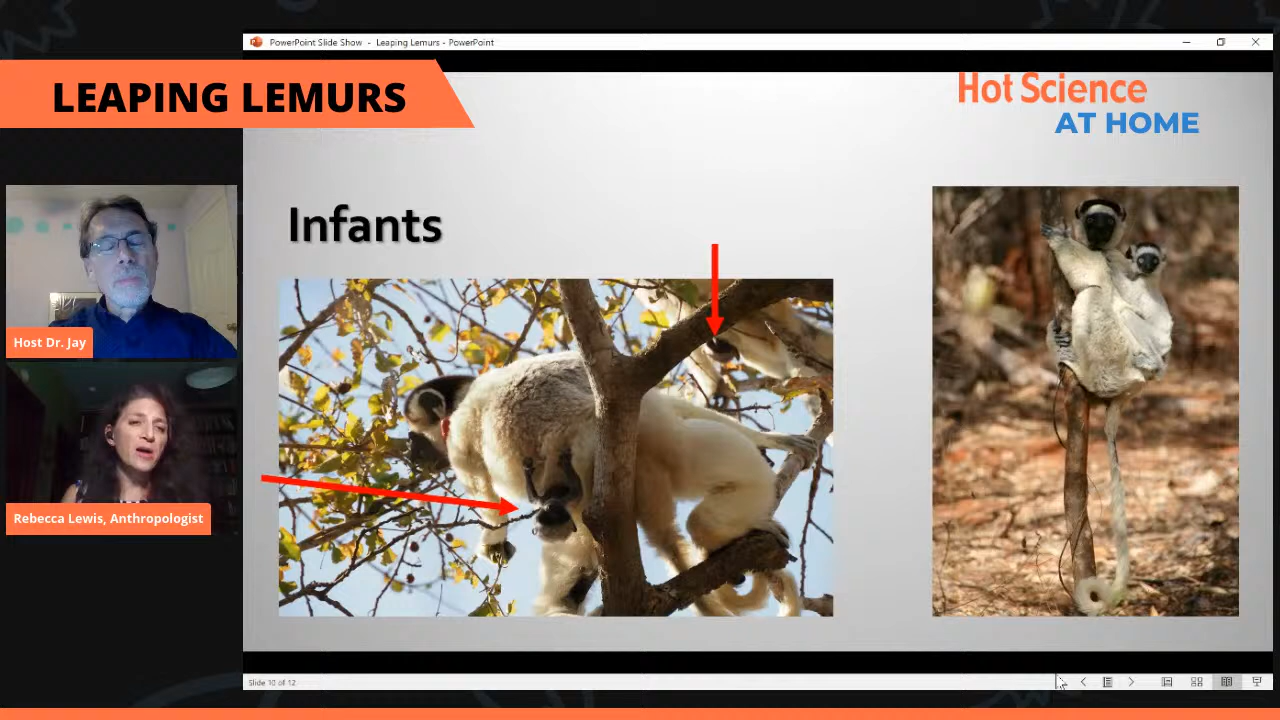 PowerPoint Slide Show - Leaping Lemurs - PowerPoint
LEAPING LEMURS
Hot Science
AT HOME
Infants
Host Dr. Jay
Rebecca Lewis, Anthropologist
Slide 10 of 12